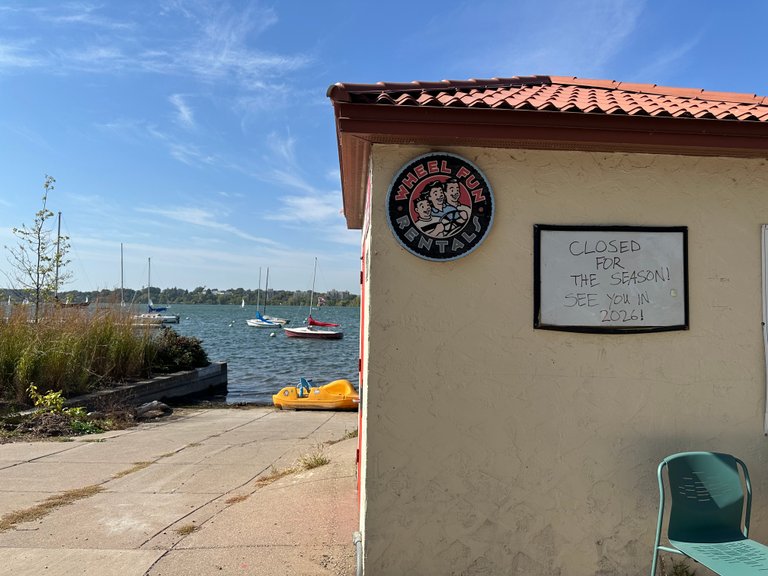 WHEEL FUN
RENTALS
CLOSED
FOR
THE SEASON!
SEE YOU IN
2026!